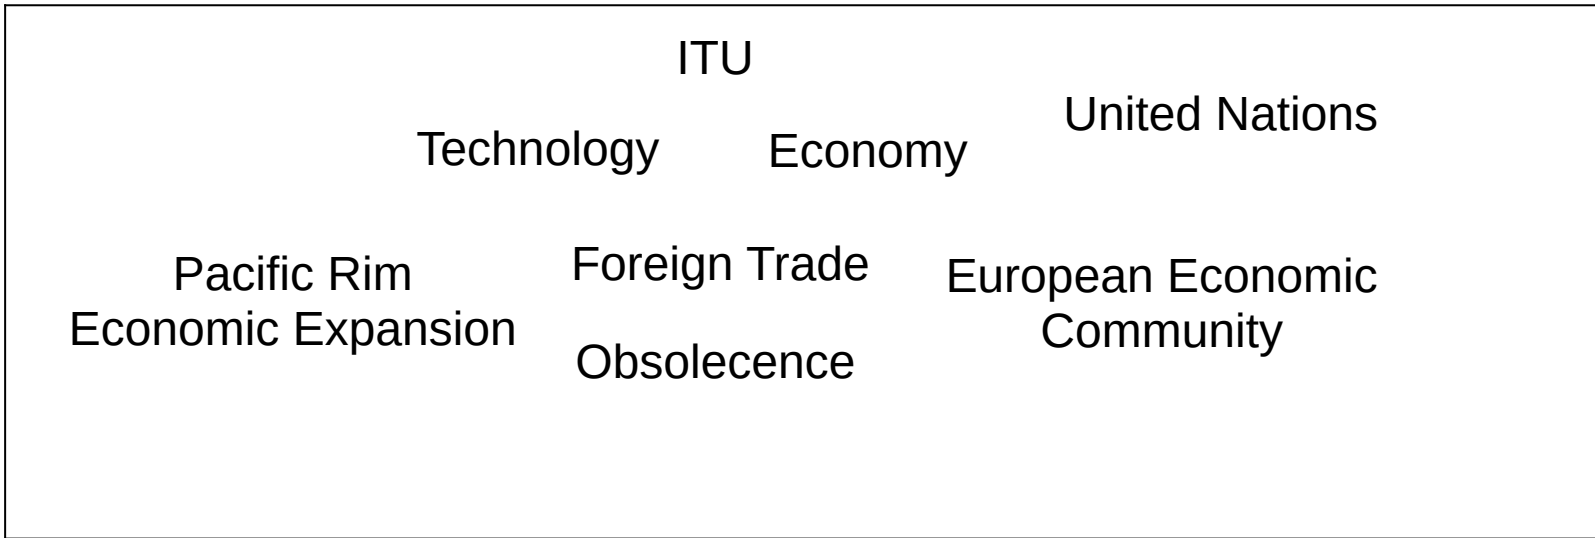 ITU
United Nations
Technology
Economy
Foreign Trade
Pacific Rim
Economic Expansion
European Economic
Community
Obsolecence